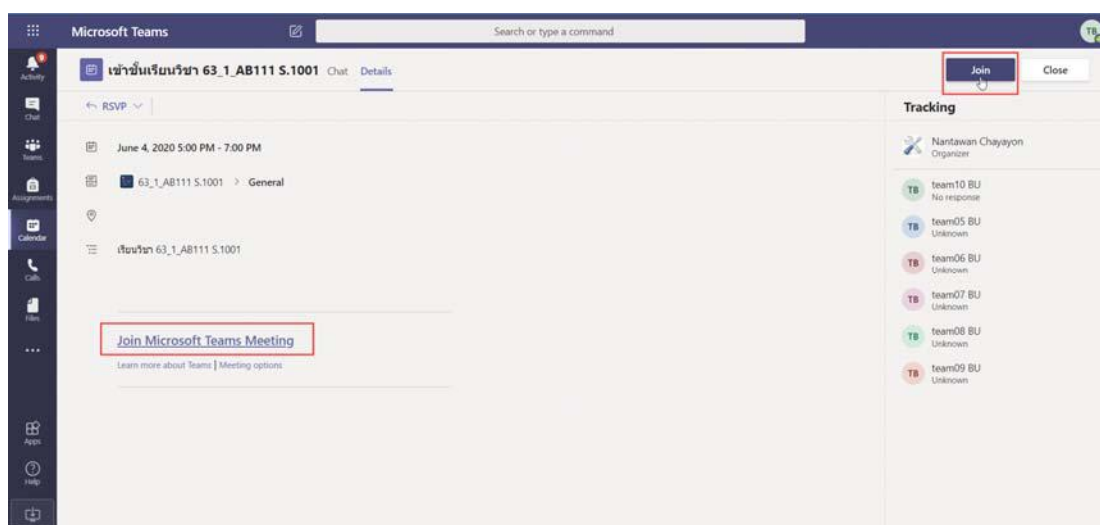 Microsoft Teams
Search or type a command
TB
Activity
Chat
Teams
Assignments
Calendar
Calls
Files
Apps
Help
เข้าชั้นเรียนวิชา 63_1_AB111 S.1001 Chat Details
Join Close
RSVP
June 4, 2020 5:00 PM - 7:00 PM
63_1_AB111 S.1001 > General
เรียนวิชา 63_1_AB111 S.1001
Join Microsoft Teams Meeting
Learn more about Teams | Meeting options
Tracking
Nantawan Chayayon
Organizer
TB team10 BU
No response
TB team05 BU
Unknown
TB team06 BU
Unknown
TB team07 BU
Unknown
TB team08 BU
Unknown
TB team09 BU
Unknown